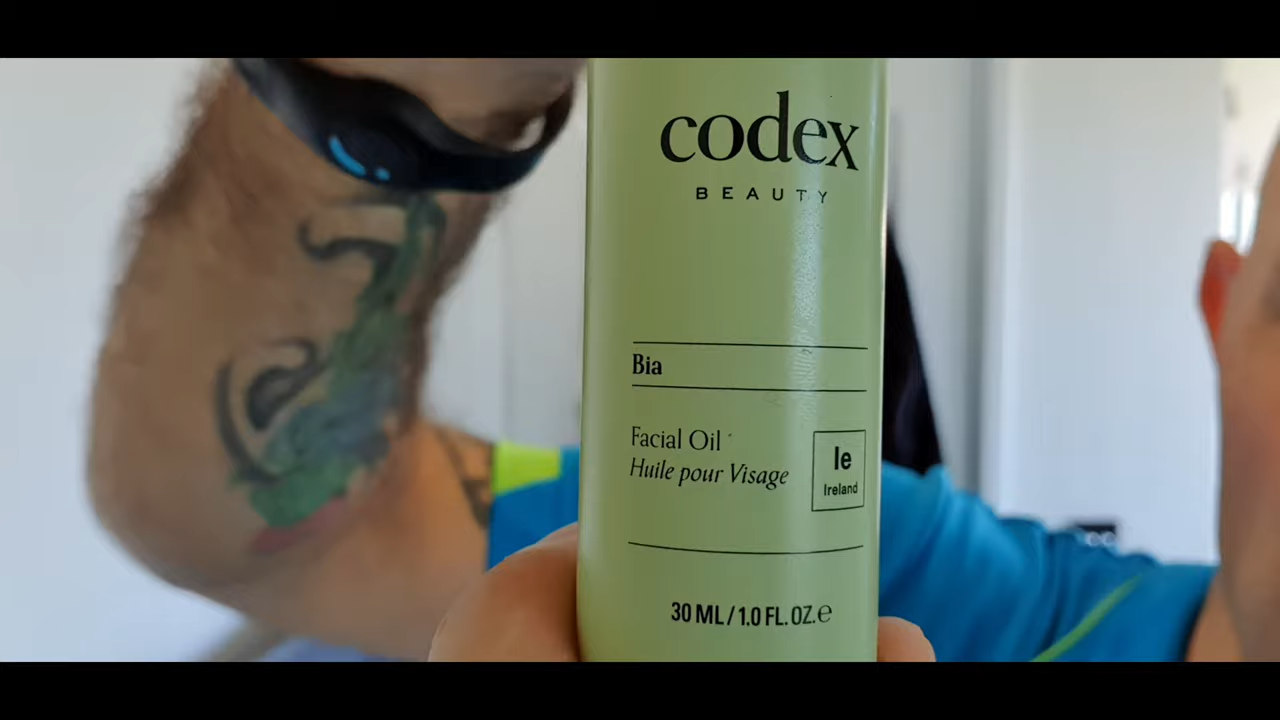 codex
BEAUTY
Bia
Facial Oil
Huile pour Visage
Ie
Ireland
30 ML/1.0 FL. OZ.℮